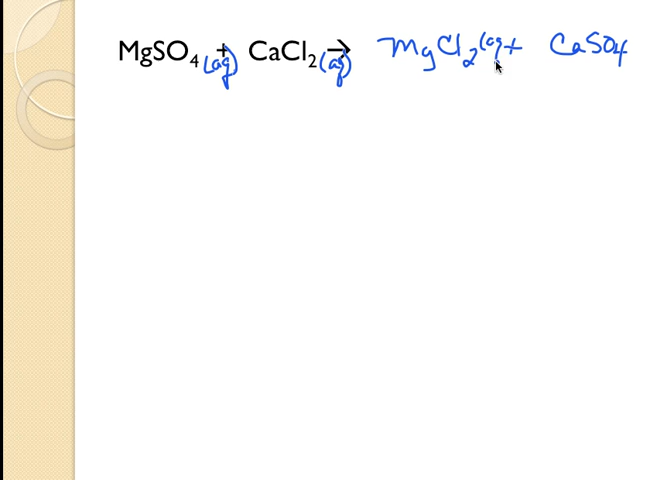 MgSO₄(aq) + CaCl₂(aq) → MgCl₂(aq + CaSO₄